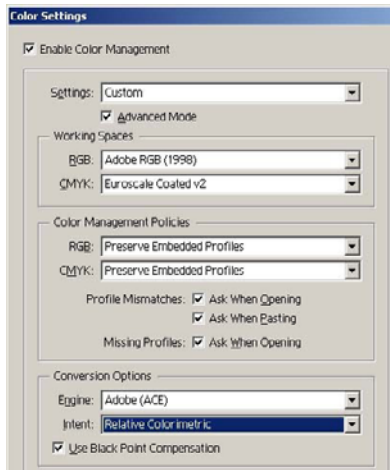 Color Settings
Enable Color Management
Settings: Custom
Advanced Mode
Working Spaces
RGB: Adobe RGB (1998)
CMYK: Euroscale Coated v2
Color Management Policies
RGB: Preserve Embedded Profiles
CMYK: Preserve Embedded Profiles
Profile Mismatches: Ask When Opening
Ask When Pasting
Missing Profiles: Ask When Opening
Conversion Options
Engine: Adobe (ACE)
Intent: Relative Colorimetric
Use Black Point Compensation